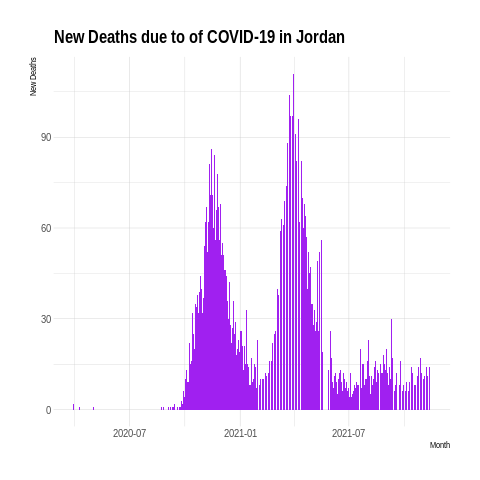 New Deaths due to of COVID-19 in Jordan
New Deaths
90
60
30
0
2020-07
2021-01
2021-07
Month